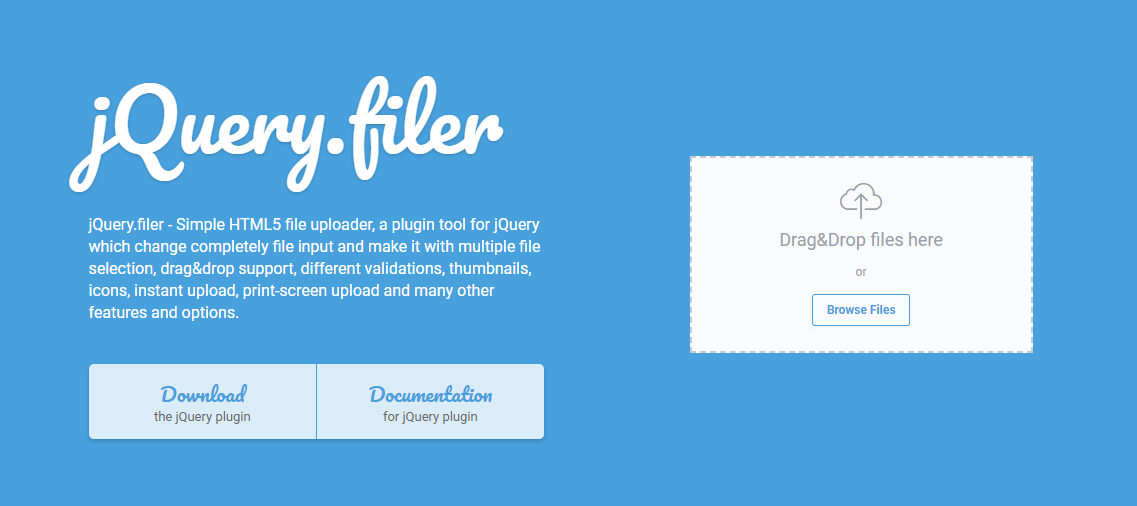 jQuery.filer
jQuery.filer - Simple HTML5 file uploader, a plugin tool for jQuery
which change completely file input and make it with multiple file
selection, drag&drop support, different validations, thumbnails,
icons, instant upload, print-screen upload and many other
features and options.
Download
the jQuery plugin
Documentation
for jQuery plugin
Drag&Drop files here
or
Browse Files